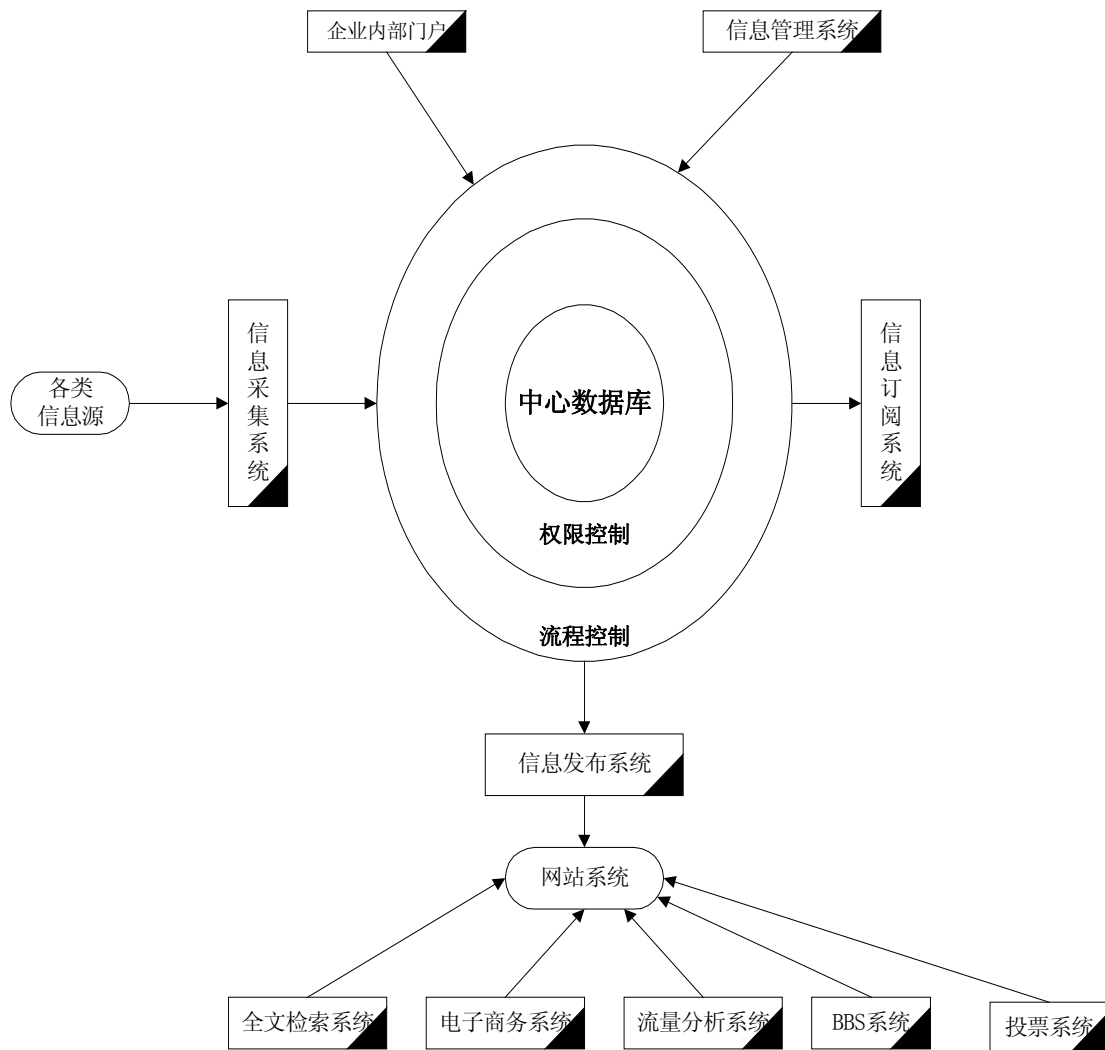 企业内部门户
信息管理系统
信息采集系统
各类
信息源
中心数据库
信息订阅系统
权限控制
流程控制
信息发布系统
网站系统
全文检索系统
电子商务系统
流量分析系统
BBS系统
投票系统